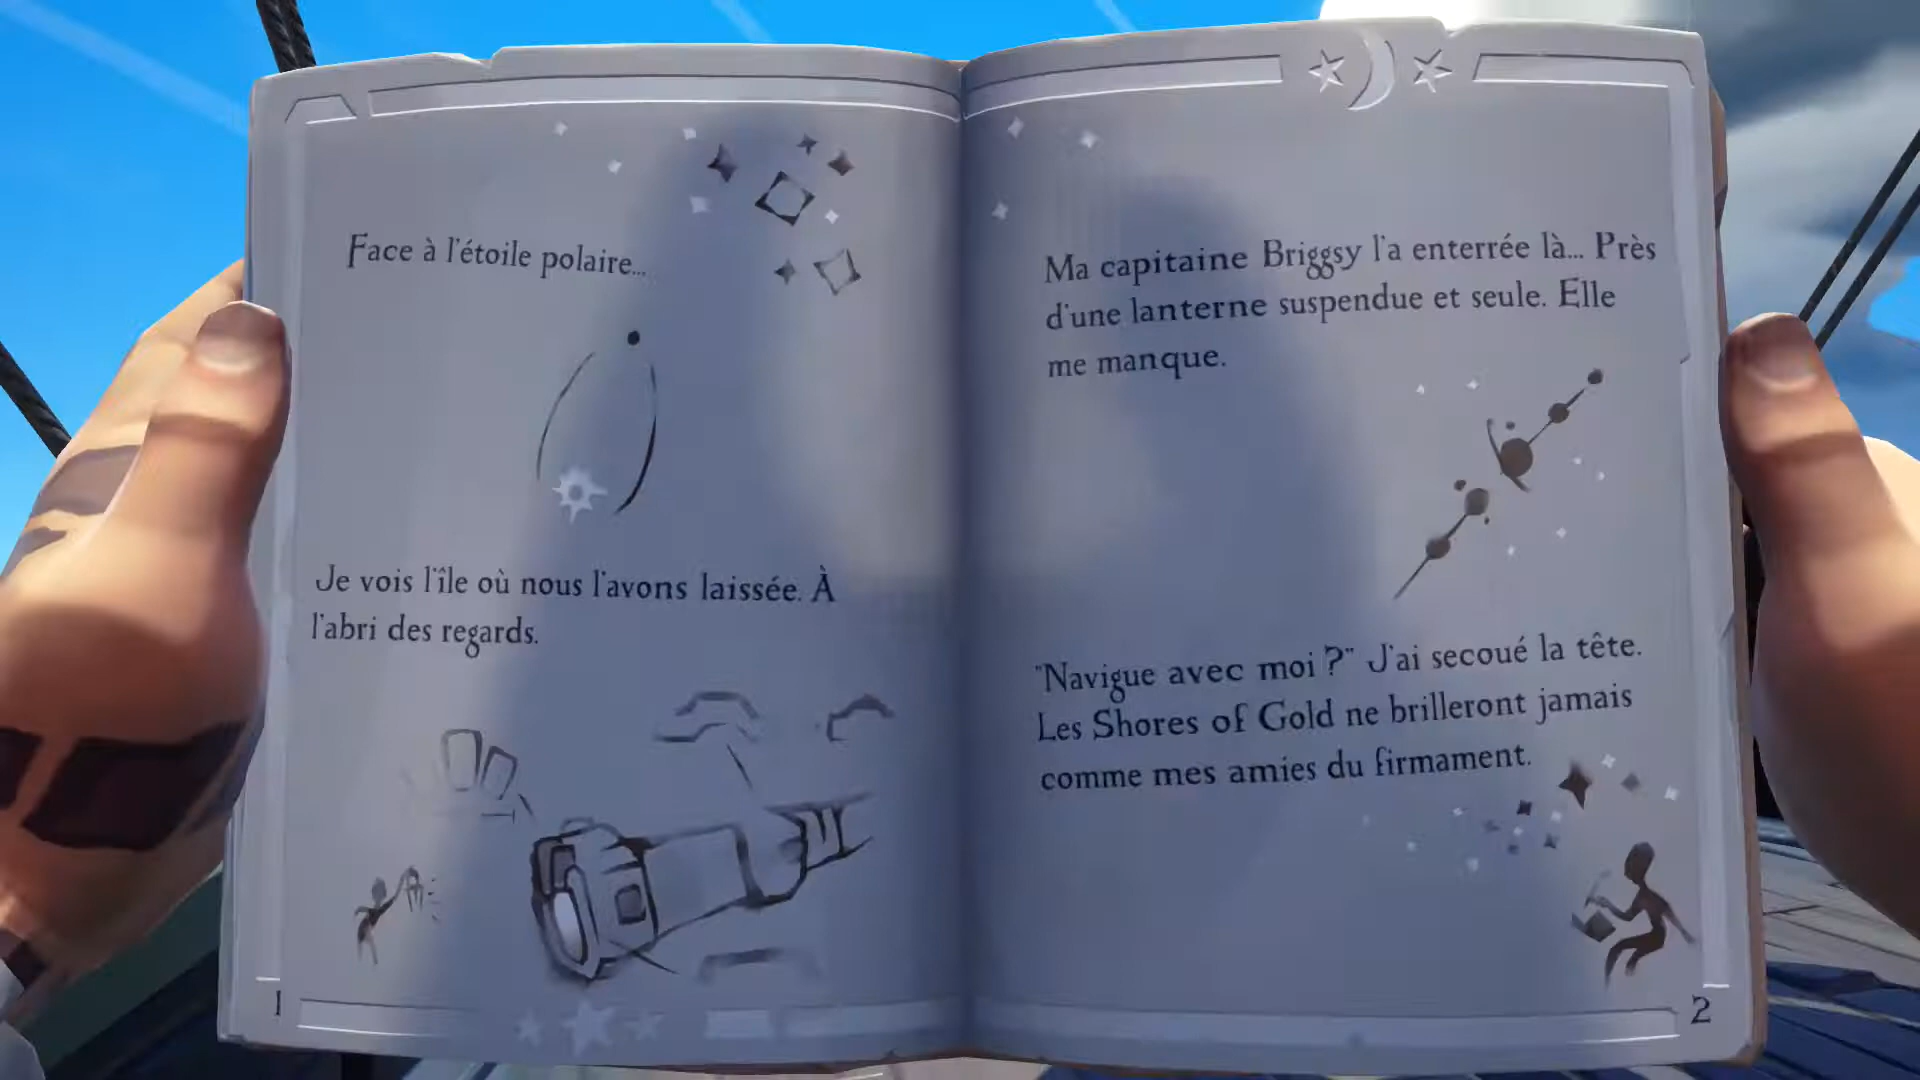 Face à l'étoile polaire...
Je vois l'île où nous l'avons laissée. À
l'abri des regards.
1
Ma capitaine Briggsy l'a enterrée là... Près
d'une lanterne suspendue et seule. Elle
me manque.
"Navigue avec moi ?" J'ai secoué la tête.
Les Shores of Gold ne brilleront jamais
comme mes amies du firmament.
2